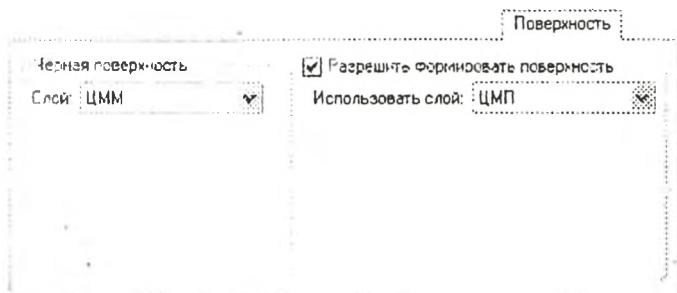 Поверхность
Черная поверхность
Разрешить формировать поверхность
Слой: ЦММ
Использовать слой: ЦМП